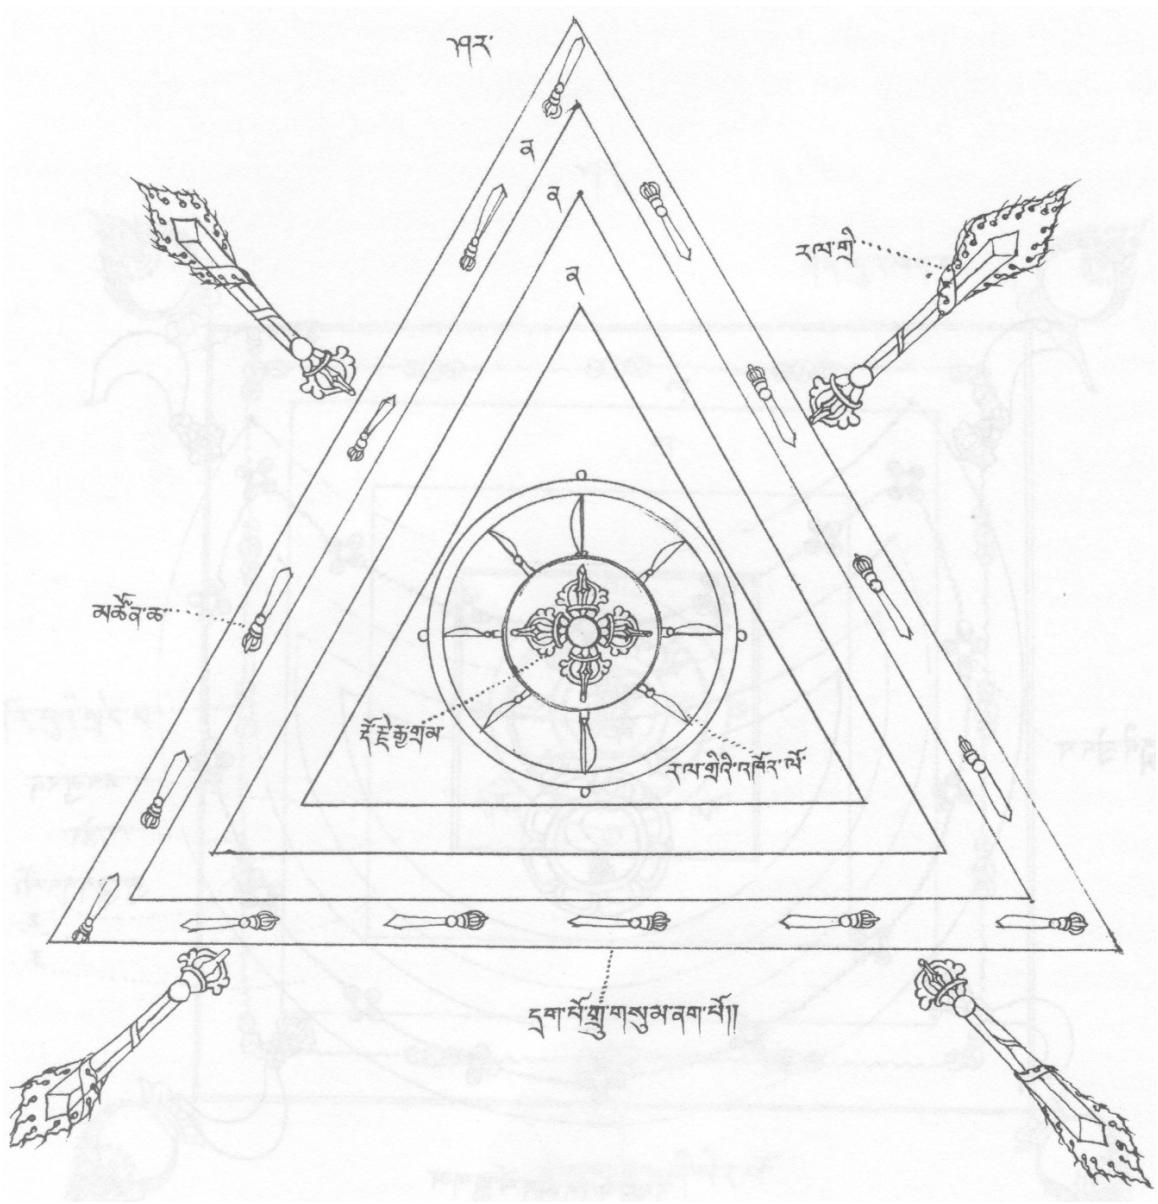 ཤར་
ན
ན
ན
རལ་གྲི
མཚོན་ཆ
རྡོ་རྗེ་རྒྱ་གྲམ
རལ་གྲིའི་འཁོར་ལོ་
དྲག་པོ་གྲུ་གསུམ་ནག་པོ།།